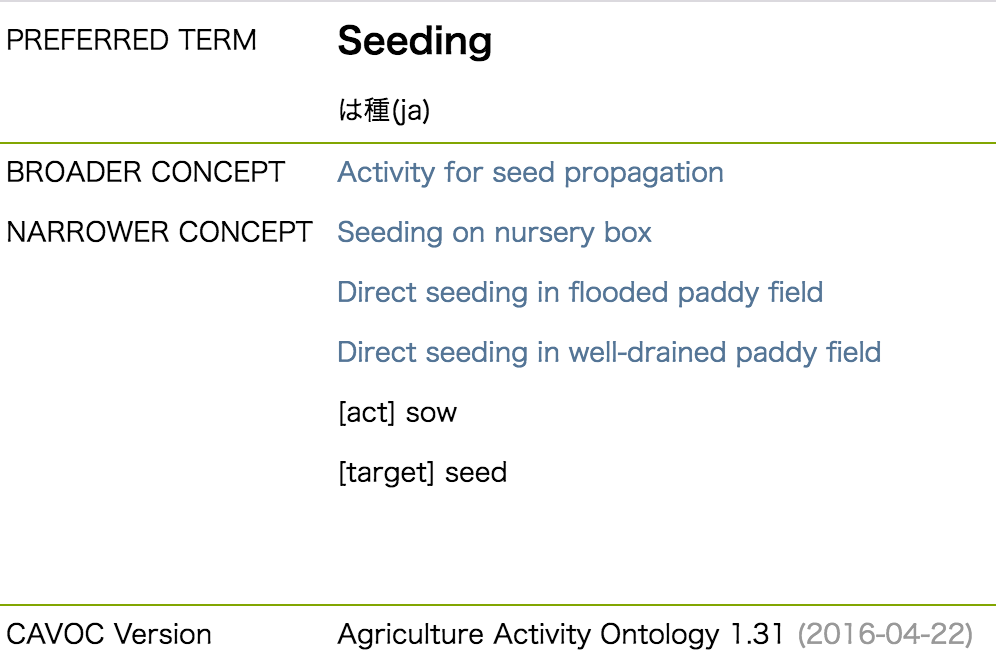 PREFERRED TERM Seeding
は種(ja)
BROADER CONCEPT Activity for seed propagation
NARROWER CONCEPT Seeding on nursery box
Direct seeding in flooded paddy field
Direct seeding in well-drained paddy field
[act] sow
[target] seed
CAVOC Version Agriculture Activity Ontology 1.31 (2016-04-22)